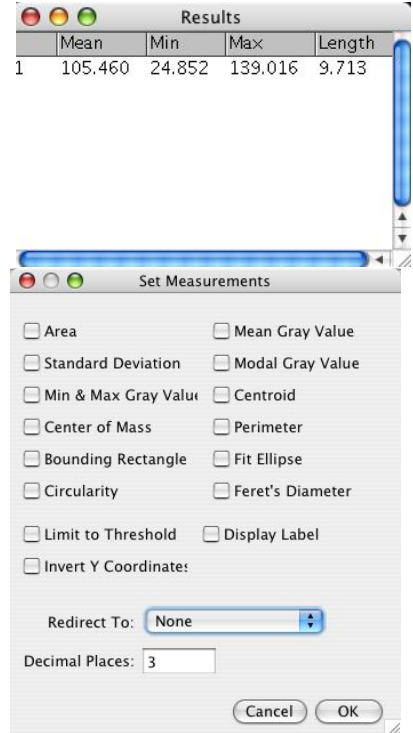 Results
Mean Min Max Length
1 105.460 24.852 139.016 9.713
Set Measurements
Area Mean Gray Value
Standard Deviation Modal Gray Value
Min & Max Gray Value Centroid
Center of Mass Perimeter
Bounding Rectangle Fit Ellipse
Circularity Feret's Diameter
Limit to Threshold Display Label
Invert Y Coordinates
Redirect To: None
Decimal Places: 3
Cancel OK